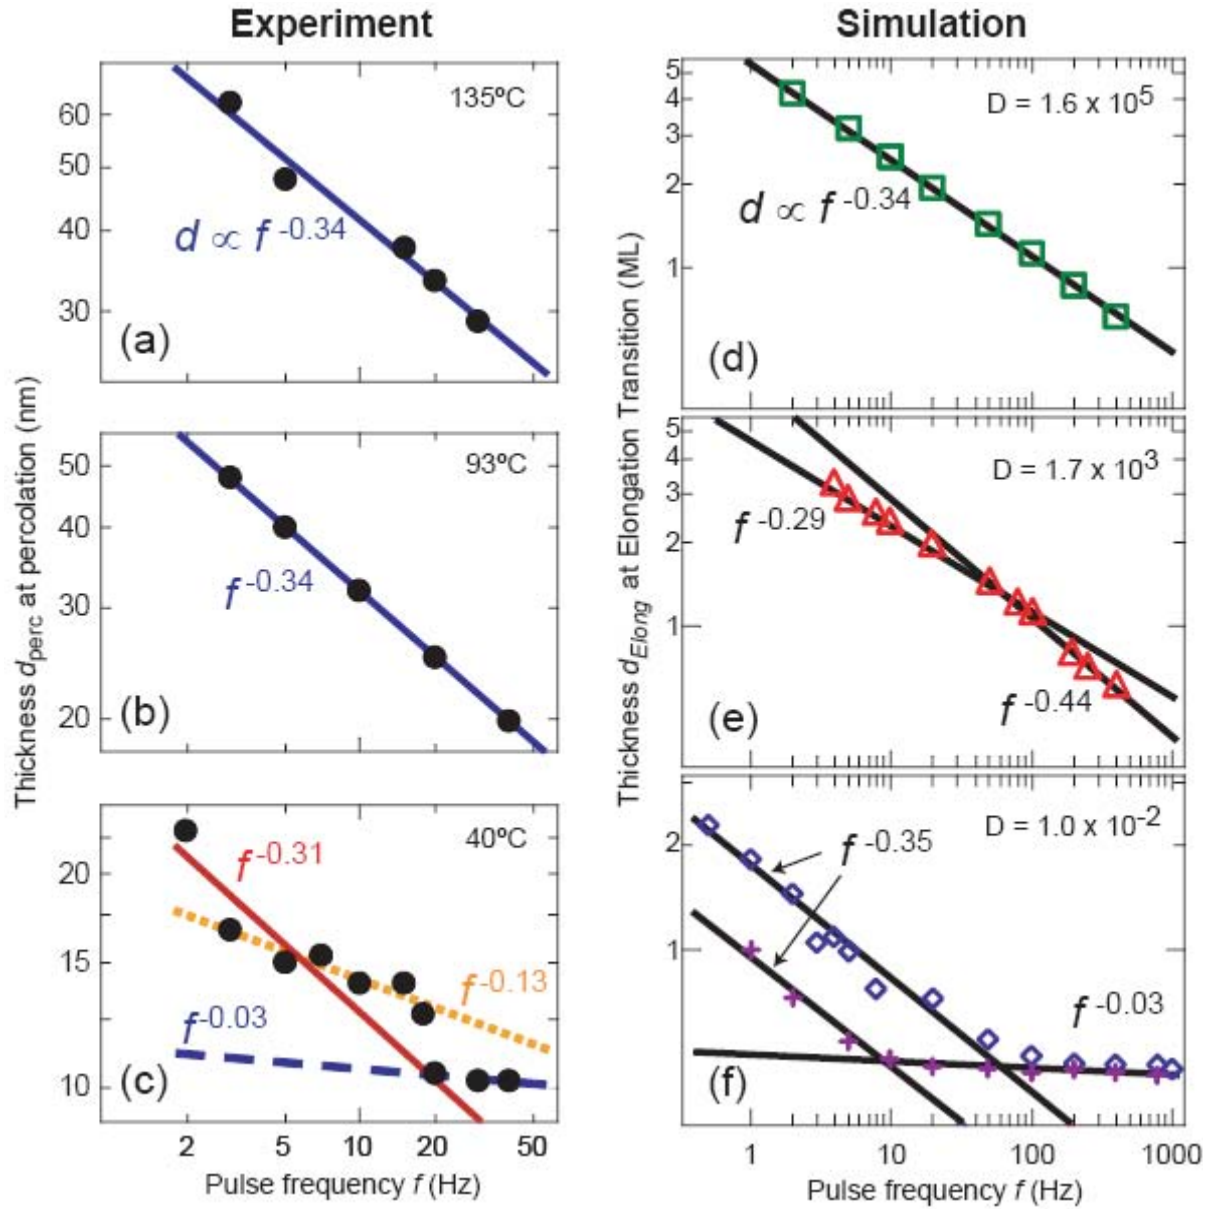 Experiment
Simulation
Thickness dperc at percolation (nm)
60
50
40
30
135ºC
d ∝ f -0.34
(a)
50
40
30
20
93ºC
f -0.34
(b)
20
15
10
40ºC
f -0.31
f -0.13
f -0.03
(c)
2
5
10
20
50
Pulse frequency f (Hz)
Thickness dElong at Elongation Transition (ML)
5
4
3
2
1
D = 1.6 x 10 5
d ∝ f -0.34
(d)
5
4
3
2
1
D = 1.7 x 10 3
f -0.29
f -0.44
(e)
2
1
D = 1.0 x 10 -2
f -0.35
f -0.03
(f)
1
10
100
1000
Pulse frequency f (Hz)